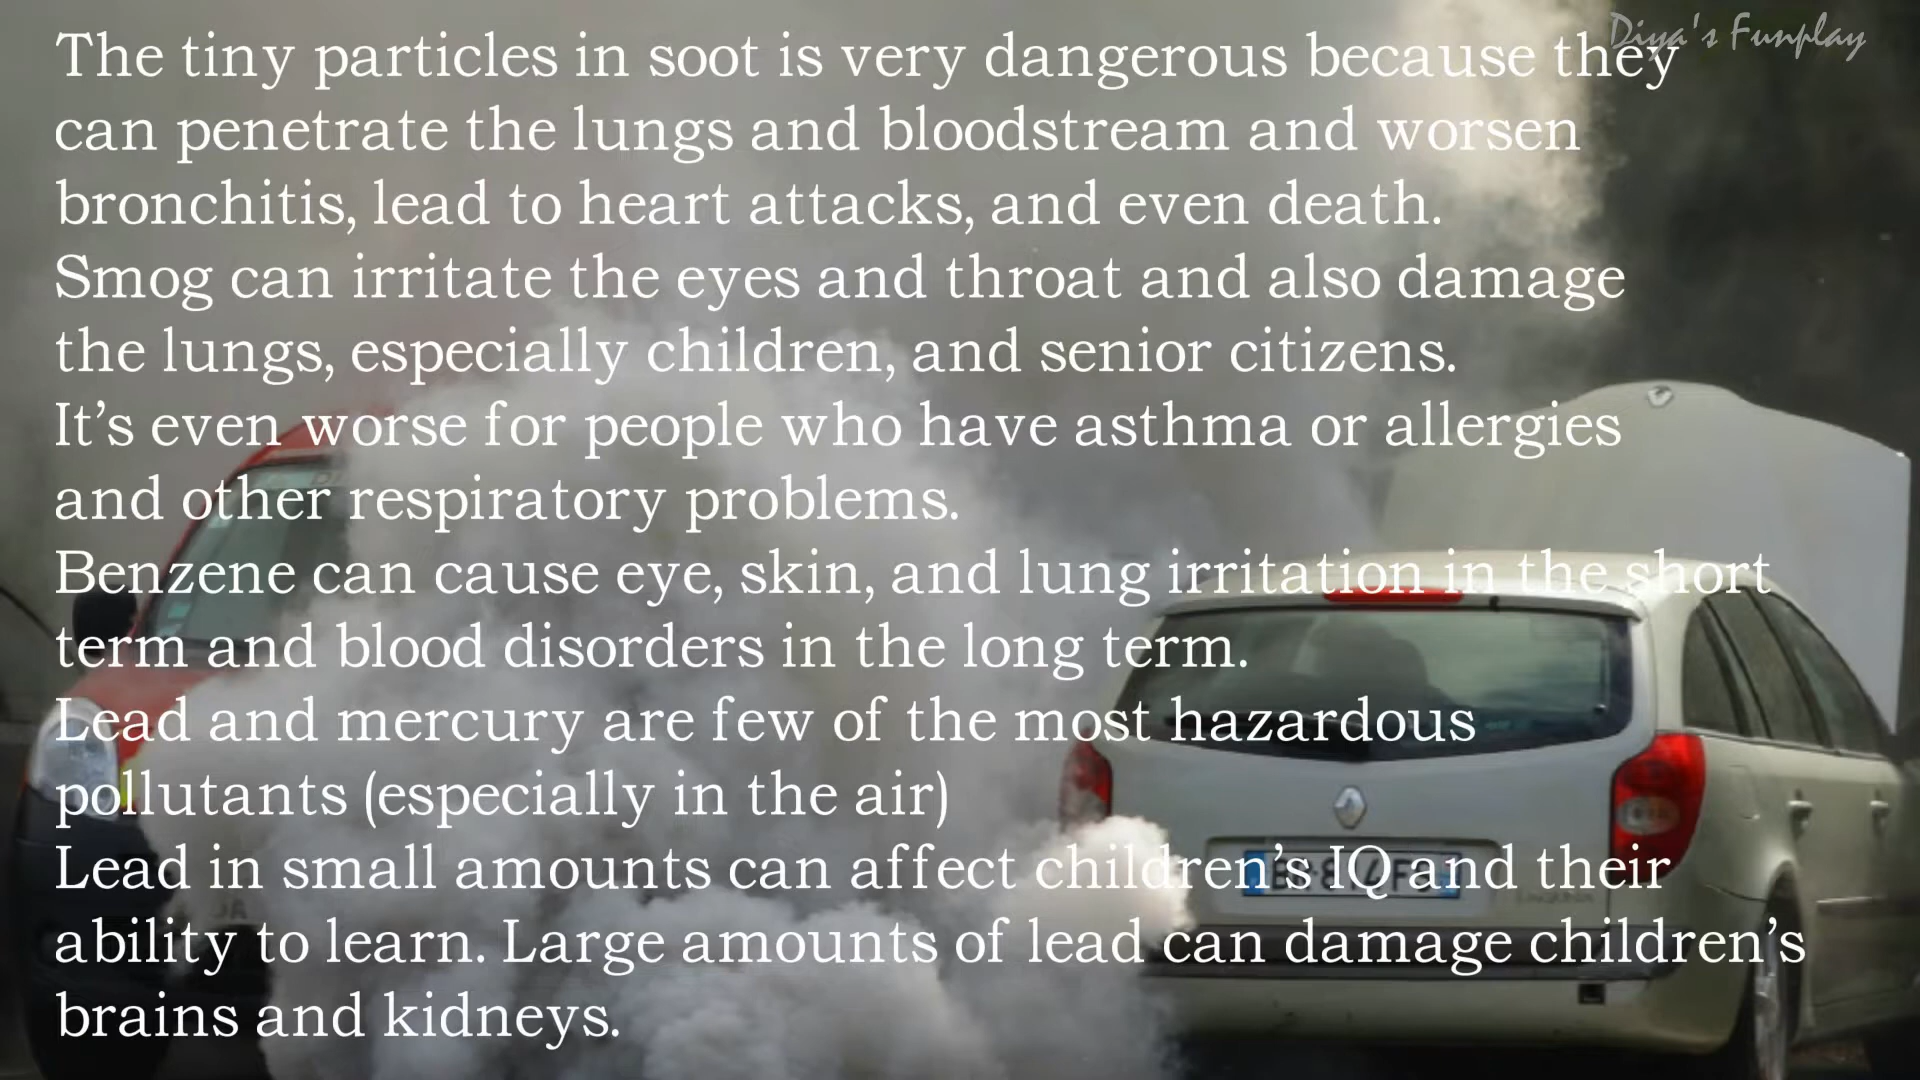 Diya's Funplay
The tiny particles in soot is very dangerous because they
can penetrate the lungs and bloodstream and worsen
bronchitis, lead to heart attacks, and even death.
Smog can irritate the eyes and throat and also damage
the lungs, especially children, and senior citizens.
It’s even worse for people who have asthma or allergies
and other respiratory problems.
Benzene can cause eye, skin, and lung irritation in the short
term and blood disorders in the long term.
Lead and mercury are few of the most hazardous
pollutants (especially in the air)
Lead in small amounts can affect children’s IQ and their
ability to learn. Large amounts of lead can damage children’s
brains and kidneys.